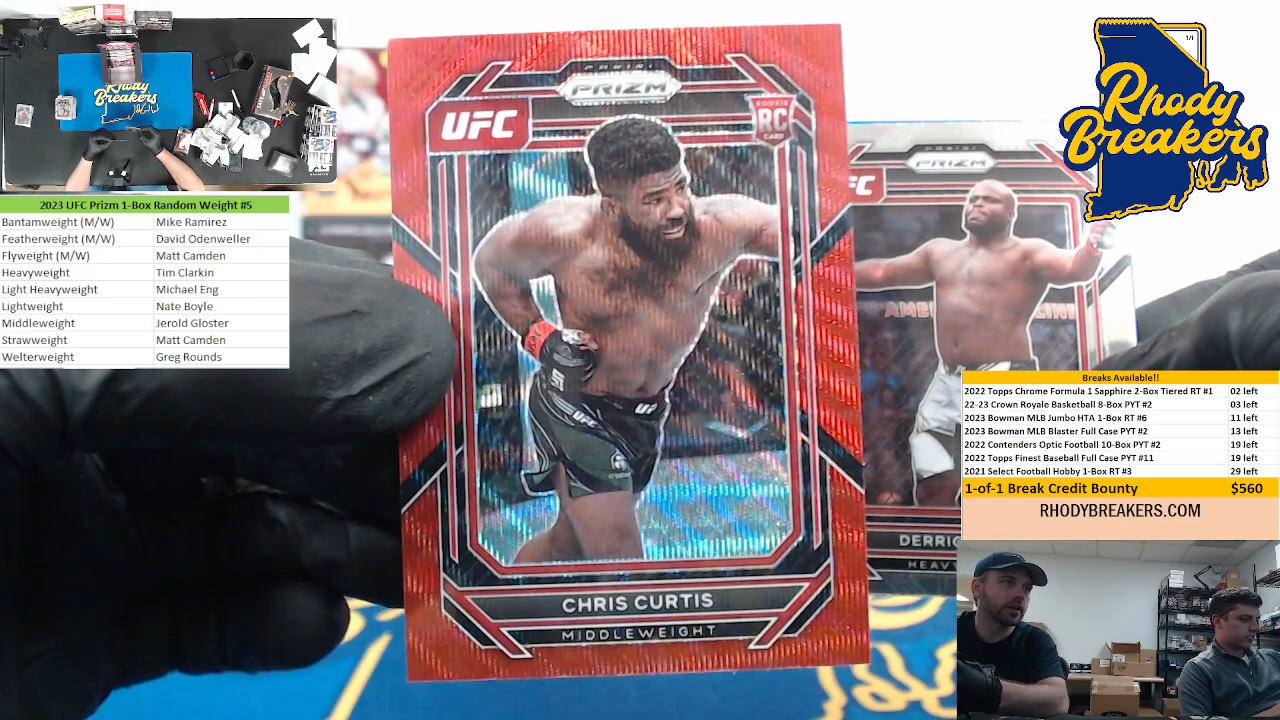 Rhody
Breakers
2023 UFC Prizm 1-Box Random Weight #5
Bantamweight (M/W) Mike Ramirez
Featherweight (M/W) David Odenweller
Flyweight (M/W) Matt Camden
Heavyweight Tim Clarkin
Light Heavyweight Michael Eng
Lightweight Nate Boyle
Middleweight Jerold Gloster
Strawweight Matt Camden
Welterweight Greg Rounds
PANINI
PRIZM
UFC
ROOKIE
RC
CARD
UFC
CHRIS CURTIS
MIDDLEWEIGHT
PANINI
PRIZM
FC
DERRIC
HEAVY
1/1
Rhody
Breakers
Breaks Available!!
2022 Topps Chrome Formula 1 Sapphire 2-Box Tiered RT #1 02 left
22-23 Crown Royale Basketball 8-Box PYT #2 03 left
2023 Bowman MLB Jumbo HTA 1-Box RT #6 11 left
2023 Bowman MLB Blaster Full Case PYT #2 13 left
2022 Contenders Optic Football 10-Box PYT #2 19 left
2022 Topps Finest Baseball Full Case PYT #11 19 left
2021 Select Football Hobby 1-Box RT #3 29 left
1-of-1 Break Credit Bounty $560
RHODYBREAKERS.COM